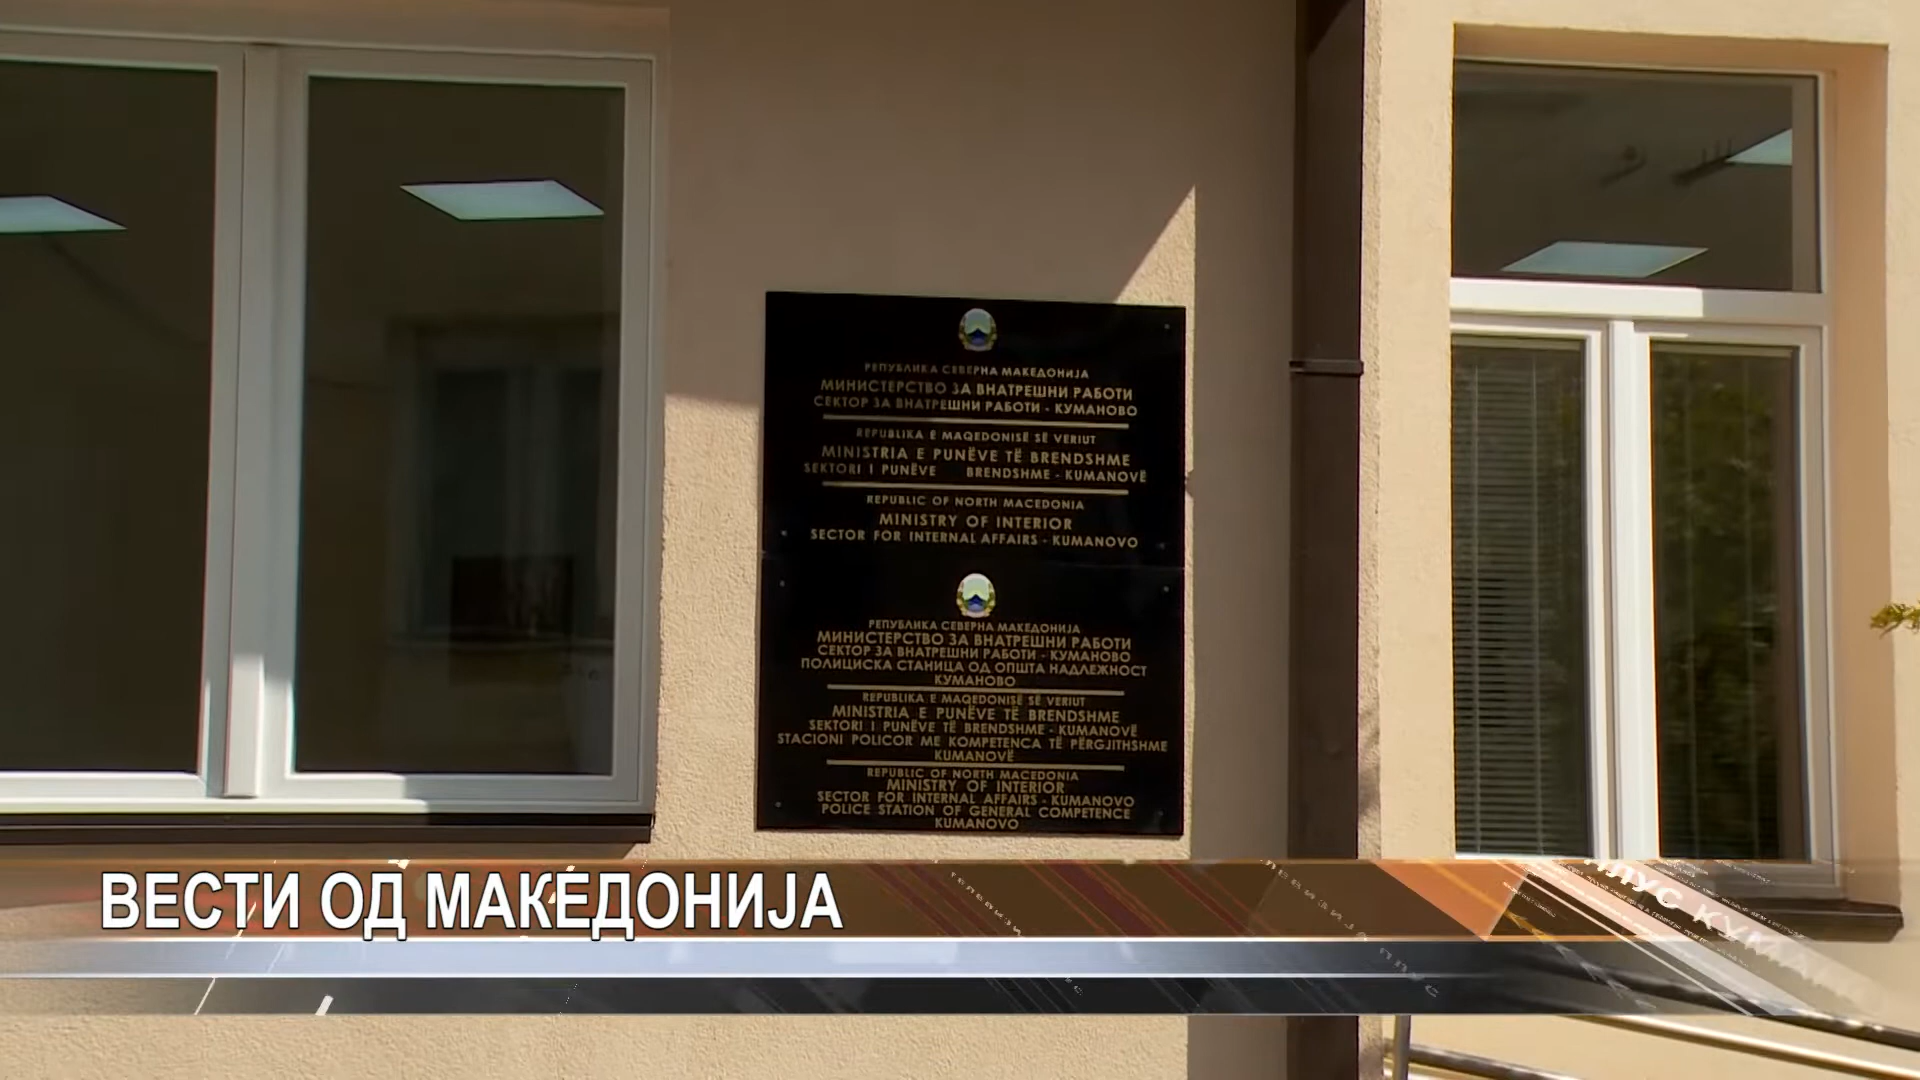 РЕПУБЛИКА СЕВЕРНА МАКЕДОНИЈА
МИНИСТЕРСТВО ЗА ВНАТРЕШНИ РАБОТИ
СЕКТОР ЗА ВНАТРЕШНИ РАБОТИ - КУМАНОВО
REPUBLIKA E MAQEDONISË SË VERIUT
MINISTRIA E PUNËVE TË BRENDSHME
SEKTORI I PUNËVE BRENDSHME - KUMANOVË
REPUBLIC OF NORTH MACEDONIA
MINISTRY OF INTERIOR
SECTOR FOR INTERNAL AFFAIRS - KUMANOVO
РЕПУБЛИКА СЕВЕРНА МАКЕДОНИЈА
МИНИСТЕРСТВО ЗА ВНАТРЕШНИ РАБОТИ
СЕКТОР ЗА ВНАТРЕШНИ РАБОТИ - КУМАНОВО
ПОЛИЦИСКА СТАНИЦА ОД ОПШТА НАДЛЕЖНОСТ
КУМАНОВО
REPUBLIKA E MAQEDONISË SË VERIUT
MINISTRIA E PUNËVE TË BRENDSHME
SEKTORI I PUNËVE TË BRENDSHME - KUMANOVË
STACIONI POLICOR ME KOMPETENCA TË PËRGJITHSHME
KUMANOVË
REPUBLIC OF NORTH MACEDONIA
MINISTRY OF INTERIOR
SECTOR FOR INTERNAL AFFAIRS - KUMANOVO
POLICE STATION OF GENERAL COMPETENCE
KUMANOVO
ВЕСТИ ОД МАКЕДОНИЈА